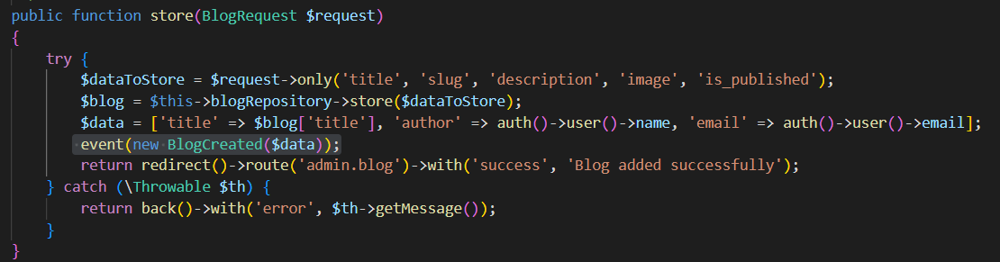 public function store(BlogRequest $request)
{
    try {
        $dataToStore = $request->only('title', 'slug', 'description', 'image', 'is_published');
        $blog = $this->blogRepository->store($dataToStore);
        $data = ['title' => $blog['title'], 'author' => auth()->user()->name, 'email' => auth()->user()->email];
        event(new BlogCreated($data));
        return redirect()->route('admin.blog')->with('success', 'Blog added successfully');
    } catch (\Throwable $th) {
        return back()->with('error', $th->getMessage());
    }
}